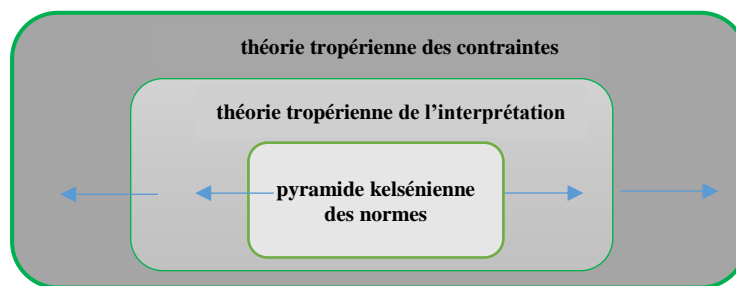 théorie tropérienne des contraintes
théorie tropérienne de l’interprétation
pyramide kelsénienne
des normes